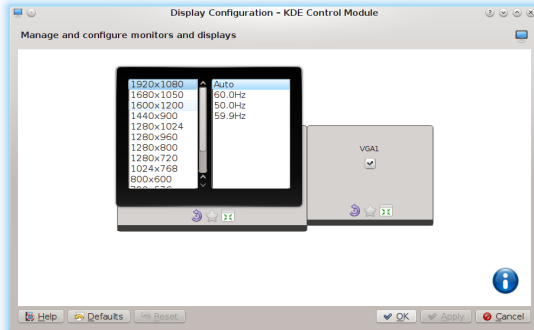 Display Configuration – KDE Control Module
Manage and configure monitors and displays
1920x1080
1680x1050
1600x1200
1440x900
1280x1024
1280x960
1280x800
1280x720
1024x768
800x600
Auto
60.0Hz
50.0Hz
59.9Hz
VGA1
Help
Defaults
Reset
OK
Apply
Cancel